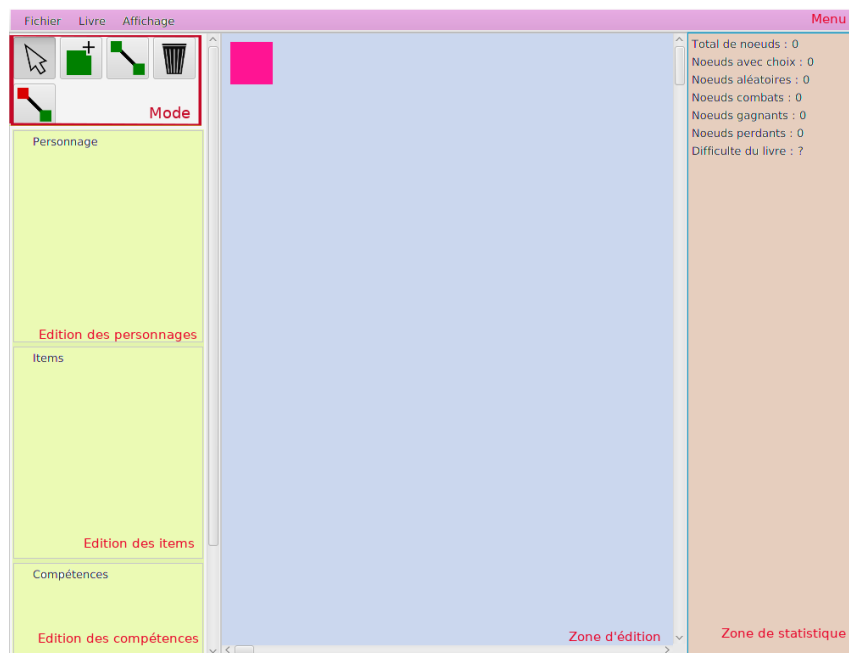 Fichier Livre Affichage Menu
Mode
Personnage
Edition des personnages
Items
Edition des items
Compétences
Edition des compétences
Zone d'édition
Total de noeuds : 0
Noeuds avec choix : 0
Noeuds aléatoires : 0
Noeuds combats : 0
Noeuds gagnants : 0
Noeuds perdants : 0
Difficulte du livre : ?
Zone de statistique